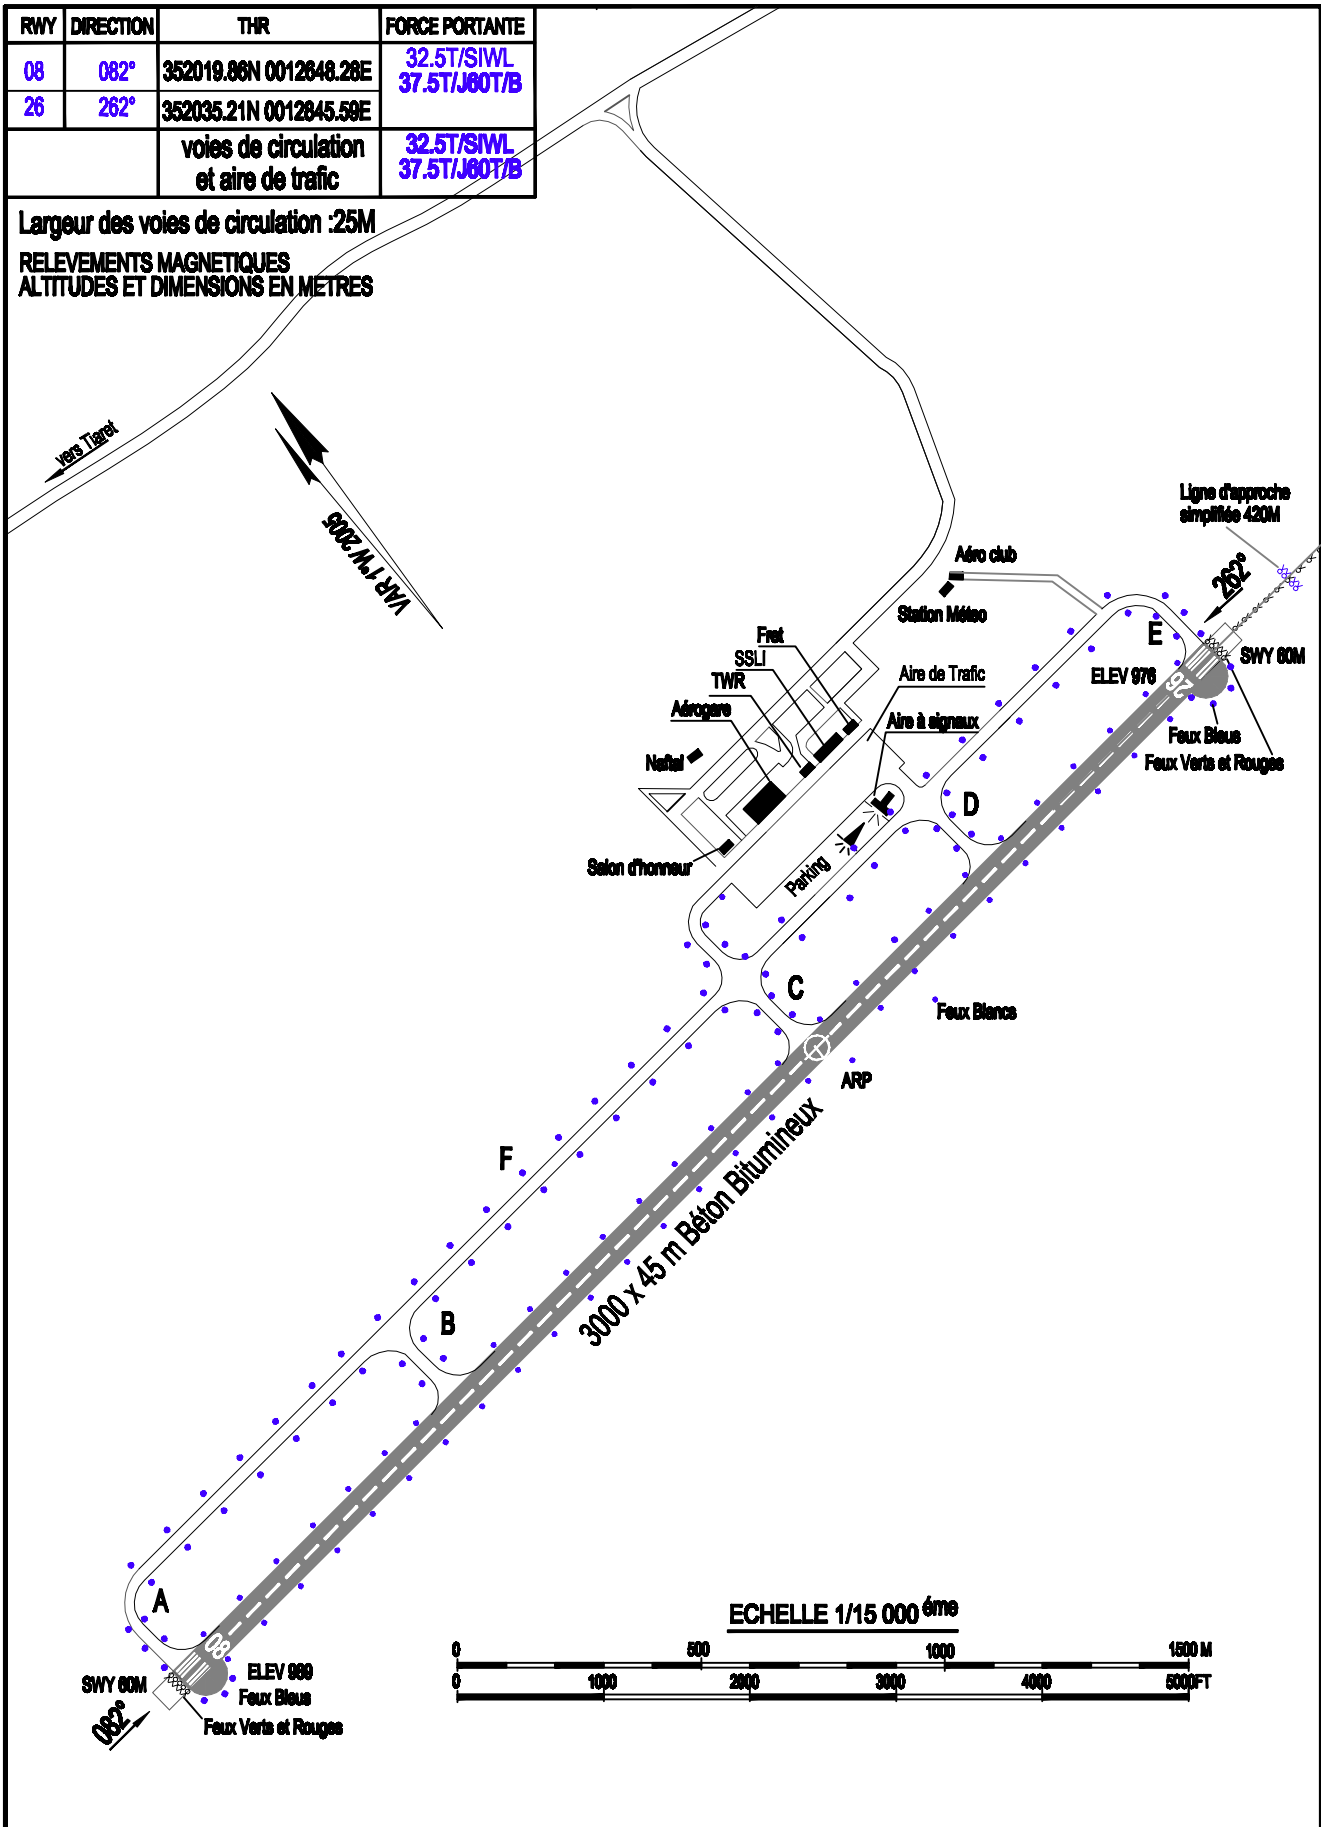 RWY DIRECTION THR FORCE PORTANTE
08 082° 352019.86N 0012648.28E 32.5T/SIWL
37.5T/J60T/B
26 262° 352035.21N 0012845.59E
voies de circulation
et aire de trafic
32.5T/SIWL
37.5T/J60T/B
Largeur des voies de circulation :25M
RELEVEMENTS MAGNETIQUES
ALTITUDES ET DIMENSIONS EN METRES
vers Tiaret
VAR 1°W 2005
Ligne d'approche
simplifiée 420M
262°
Aéro club
Station Méteo
E
SWY 60M
ELEV 976
26
Feux Bleus
Feux Verts et Rouges
Fret
SSLI
TWR
Aérogare
Naftal
Aire de Trafic
Aire à signaux
Salon d'honneur
Parking
D
C
Feux Blancs
ARP
3000 x 45 m Béton Bitumineux
F
B
A
08
SWY 60M
082°
ELEV 989
Feux Bleus
Feux Verts et Rouges
ECHELLE 1/15 000 éme
0 500 1000 1500 M
0 1000 2000 3000 4000 5000FT